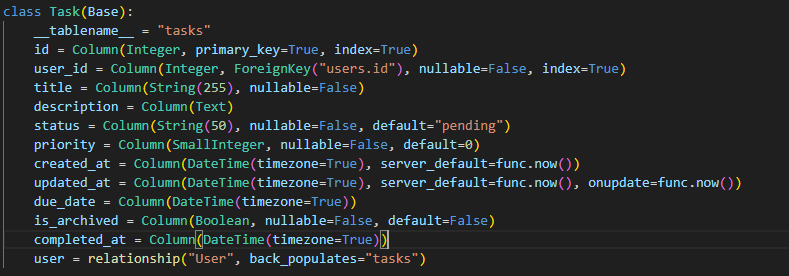 class Task(Base):
    __tablename__ = "tasks"
    id = Column(Integer, primary_key=True, index=True)
    user_id = Column(Integer, ForeignKey("users.id"), nullable=False, index=True)
    title = Column(String(255), nullable=False)
    description = Column(Text)
    status = Column(String(50), nullable=False, default="pending")
    priority = Column(SmallInteger, nullable=False, default=0)
    created_at = Column(DateTime(timezone=True), server_default=func.now())
    updated_at = Column(DateTime(timezone=True), server_default=func.now(), onupdate=func.now())
    due_date = Column(DateTime(timezone=True))
    is_archived = Column(Boolean, nullable=False, default=False)
    completed_at = Column(DateTime(timezone=True))
    user = relationship("User", back_populates="tasks")